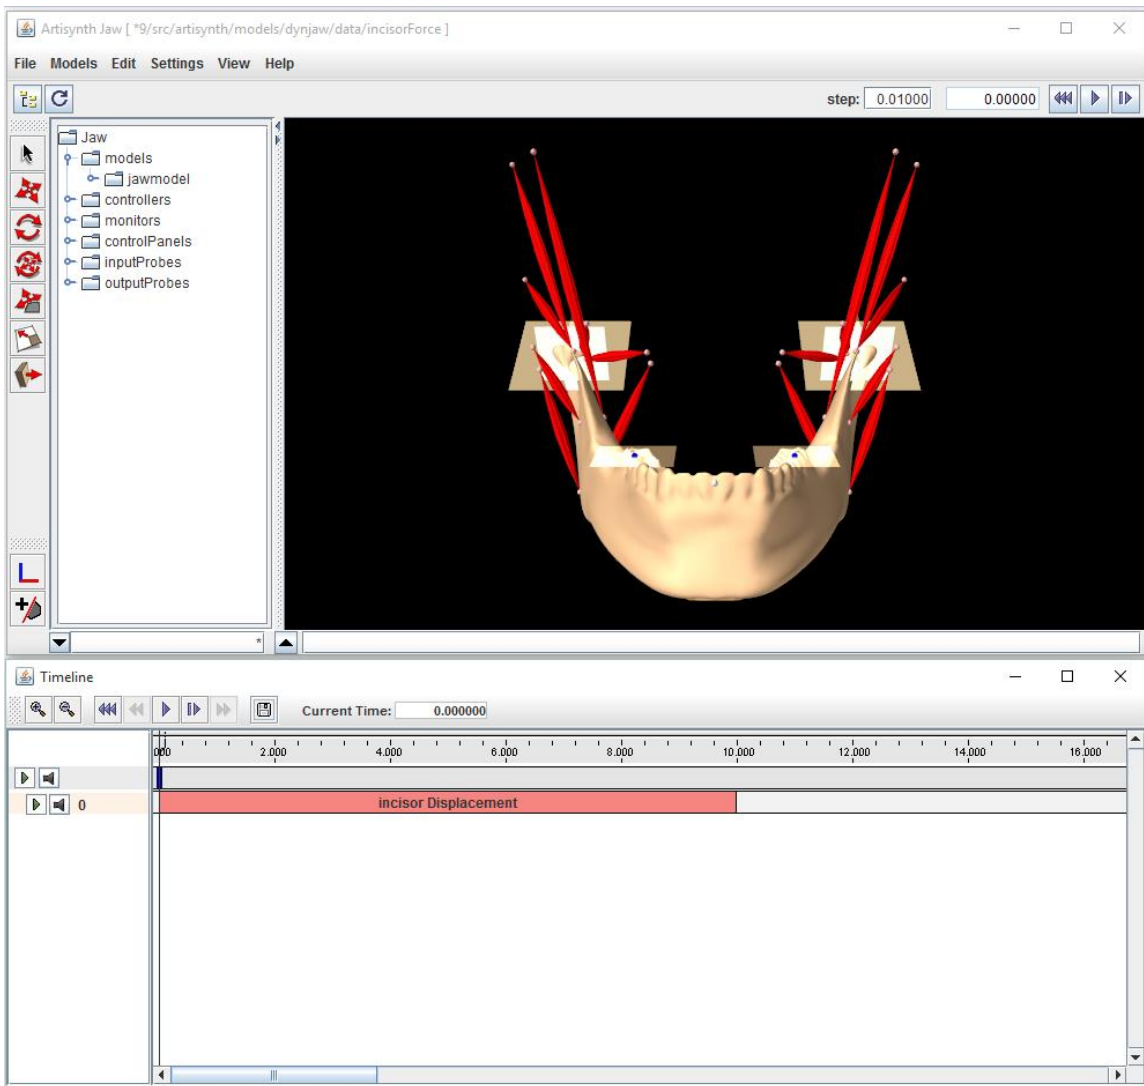 Artisynth Jaw [ *9/src/artisynth/models/dynjaw/data/incisorForce ]
File Models Edit Settings View Help
step: 0.01000 0.00000
Jaw
models
jawmodel
controllers
monitors
controlPanels
inputProbes
outputProbes
*
Timeline
Current Time: 0.000000
2.000 4.000 6.000 8.000 10.000 12.000 14.000 16.000
0 incisor Displacement